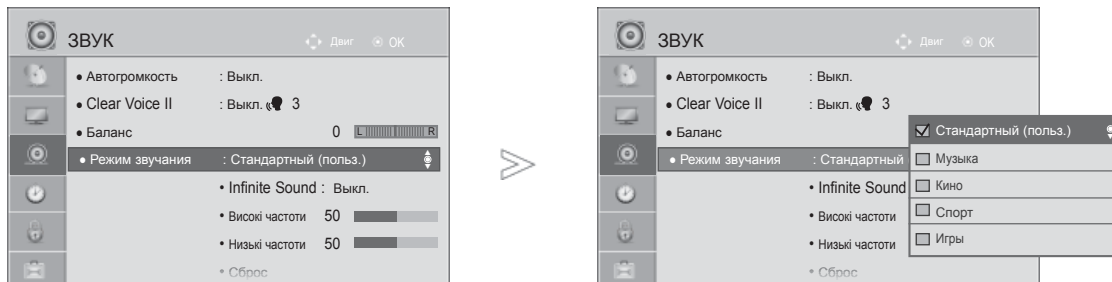 ЗВУК Двиг OK
• Автогромкость : Выкл.
• Clear Voice II : Выкл. 3
• Баланс 0 L R
• Режим звучания : Стандартный (польз.)
• Infinite Sound : Выкл.
• Високі частоти 50
• Низькі частоти 50
• Сброс
ЗВУК Двиг OK
• Автогромкость : Выкл.
• Clear Voice II : Выкл. 3
• Баланс
• Режим звучания : Стандартный
• Infinite Sound
• Високі частоти
• Низькі частоти
• Сброс
Стандартный (польз.)
Музыка
Кино
Спорт
Игры